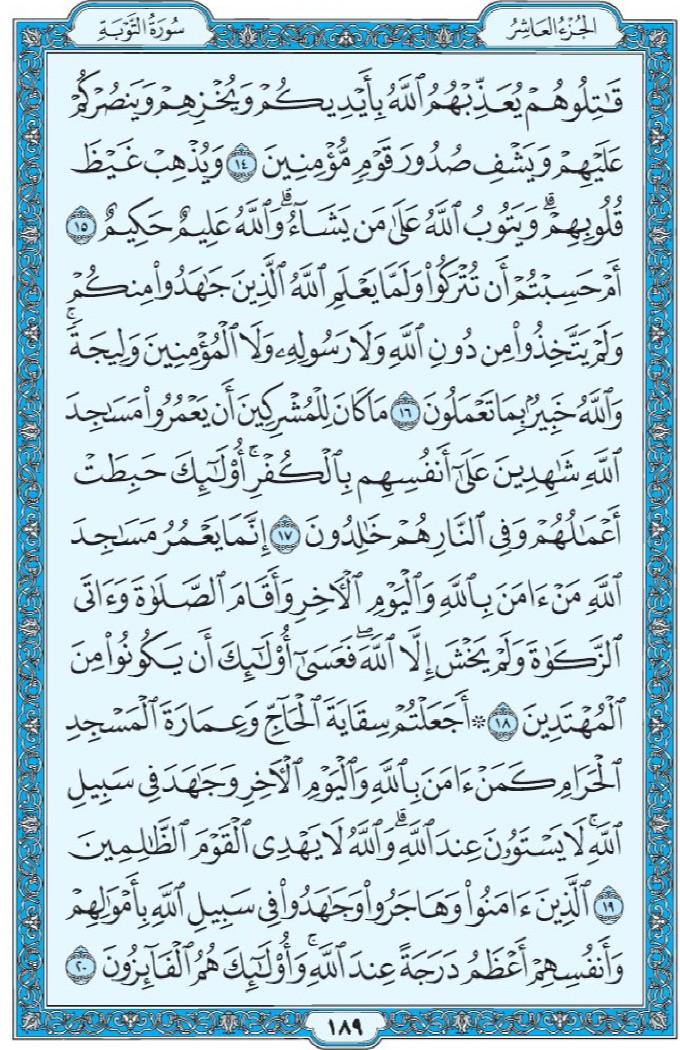 الجزء العاشر
سورة التوبة
قَٰتِلُوهُمۡ يُعَذِّبۡهُمُ ٱللَّهُ بِأَيۡدِيكُمۡ وَيُخۡزِهِمۡ وَيَنصُرۡكُمۡ
عَلَيۡهِمۡ وَيَشۡفِ صُدُورَ قَوۡمٖ مُّؤۡمِنِينَ ١٤ وَيُذۡهِبۡ غَيۡظَ
قُلُوبِهِمۡۗ وَيَتُوبُ ٱللَّهُ عَلَىٰ مَن يَشَآءُۗ وَٱللَّهُ عَلِيمٌ حَكِيمٌ ١٥
أَمۡ حَسِبۡتُمۡ أَن تُتۡرَكُواْ وَلَمَّا يَعۡلَمِ ٱللَّهُ ٱلَّذِينَ جَٰهَدُواْ مِنكُمۡ
وَلَمۡ يَتَّخِذُواْ مِن دُونِ ٱللَّهِ وَلَا رَسُولِهِۦ وَلَا ٱلۡمُؤۡمِنِينَ وَلِيجَةٗۚ
وَٱللَّهُ خَبِيرُۢ بِمَا تَعۡمَلُونَ ١٦ مَا كَانَ لِلۡمُشۡرِكِينَ أَن يَعۡمُرُواْ مَسَٰجِدَ
ٱللَّهِ شَٰهِدِينَ عَلَىٰٓ أَنفُسِهِم بِٱلۡكُفۡرِۚ أُوْلَٰٓئِكَ حَبِطَتۡ
أَعۡمَٰلُهُمۡ وَفِي ٱلنَّارِ هُمۡ خَٰلِدُونَ ١٧ إِنَّمَا يَعۡمُرُ مَسَٰجِدَ
ٱللَّهِ مَنۡ ءَامَنَ بِٱللَّهِ وَٱلۡيَوۡمِ ٱلۡأٓخِرِ وَأَقَامَ ٱلصَّلَوٰةَ وَءَاتَى
ٱلزَّكَوٰةَ وَلَمۡ يَخۡشَ إِلَّا ٱللَّهَۖ فَعَسَىٰٓ أُوْلَٰٓئِكَ أَن يَكُونُواْ مِنَ
ٱلۡمُهۡتَدِينَ ١٨ ۞ أَجَعَلۡتُمۡ سِقَايَةَ ٱلۡحَآجِّ وَعِمَارَةَ ٱلۡمَسۡجِدِ
ٱلۡحَرَامِ كَمَنۡ ءَامَنَ بِٱللَّهِ وَٱلۡيَوۡمِ ٱلۡأٓخِرِ وَجَٰهَدَ فِي سَبِيلِ
ٱللَّهِۚ لَا يَسۡتَوُۥنَ عِندَ ٱللَّهِۗ وَٱللَّهُ لَا يَهۡدِي ٱلۡقَوۡمَ ٱلظَّٰلِمِينَ
١٩ ٱلَّذِينَ ءَامَنُواْ وَهَاجَرُواْ وَجَٰهَدُواْ فِي سَبِيلِ ٱللَّهِ بِأَمۡوَٰلِهِمۡ
وَأَنفُسِهِمۡ أَعۡظَمُ دَرَجَةً عِندَ ٱللَّهِۚ وَأُوْلَٰٓئِكَ هُمُ ٱلۡفَآئِزُونَ ٢٠
١٨٩